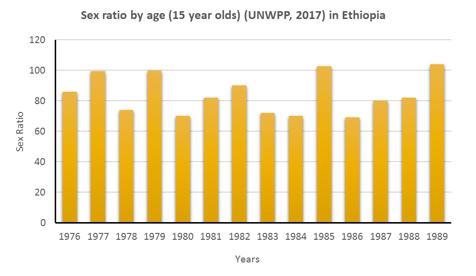 Sex ratio by age (15 year olds) (UNWPP, 2017) in Ethiopia
120
100
80
60
40
20
0
Sex Ratio
1976 1977 1978 1979 1980 1981 1982 1983 1984 1985 1986 1987 1988 1989
Years